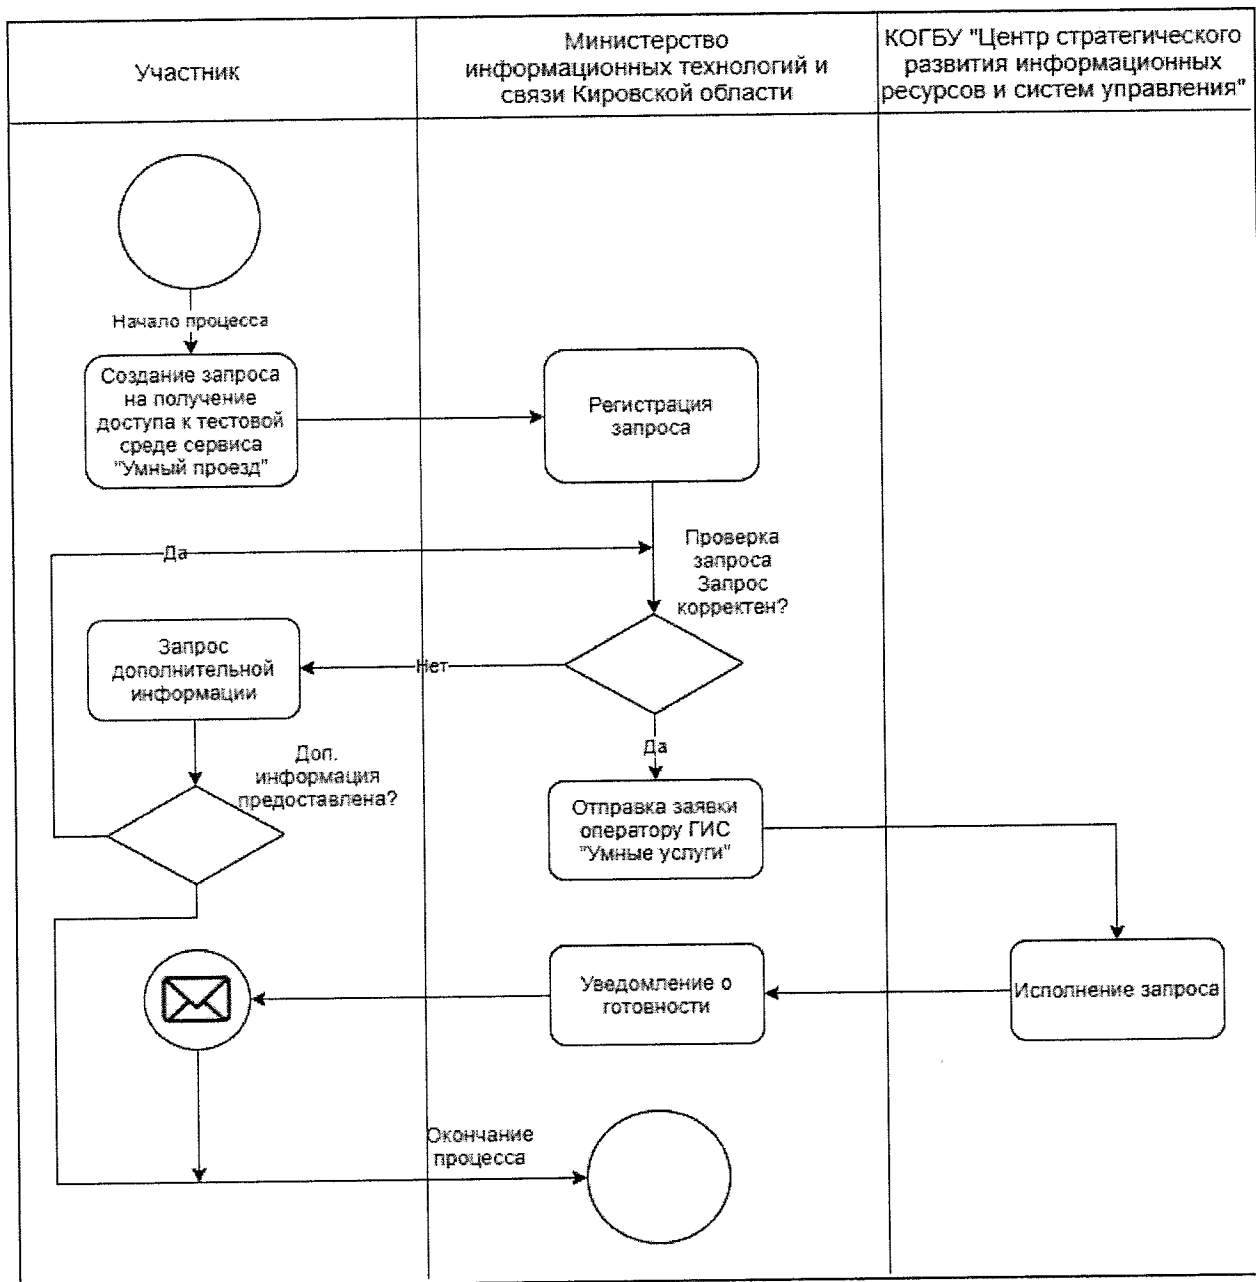 Участник
Министерство
информационных технологий и
связи Кировской области
КОГБУ "Центр стратегического
развития информационных
ресурсов и систем управления"
Начало процесса
Создание запроса
на получение
доступа к тестовой
среде сервиса
"Умный проезд"
Регистрация
запроса
Да
Проверка
запроса
Запрос
корректен?
Запрос
дополнительной
информации
Нет
Да
Доп.
информация
предоставлена?
Отправка заявки
оператору ГИС
"Умные услуги"
Уведомление о
готовности
Исполнение запроса
Окончание
процесса